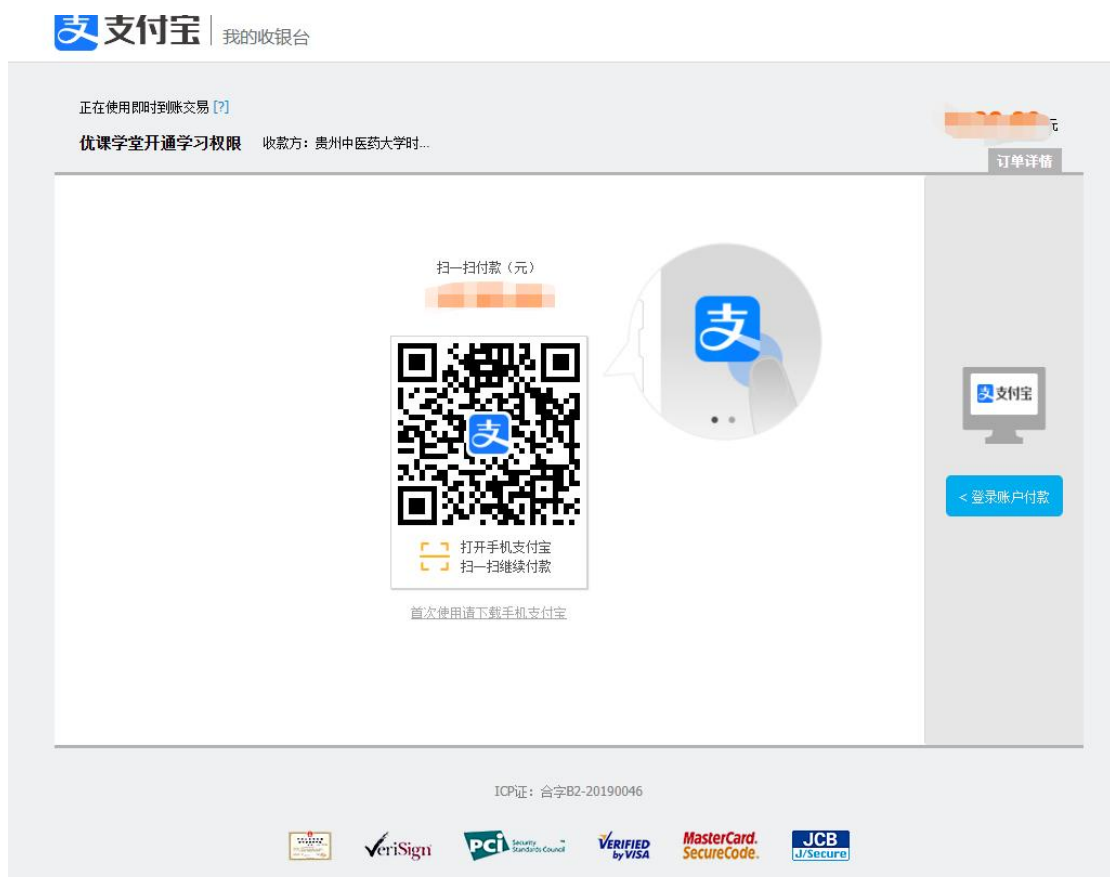 支 支付宝 我的收银台
正在使用即时到账交易 [?]
优课学堂开通学习权限 收款方：贵州中医药大学时...
元
订单详情
扫一扫付款（元）
支
支
打开手机支付宝
扫一扫继续付款
首次使用请下载手机支付宝
支 支付宝
< 登录账户付款
ICP证：合字B2-20190046
VeriSign
PCI Security Standards Council
VERIFIED
by VISA
MasterCard.
SecureCode.
JCB
J/Secure